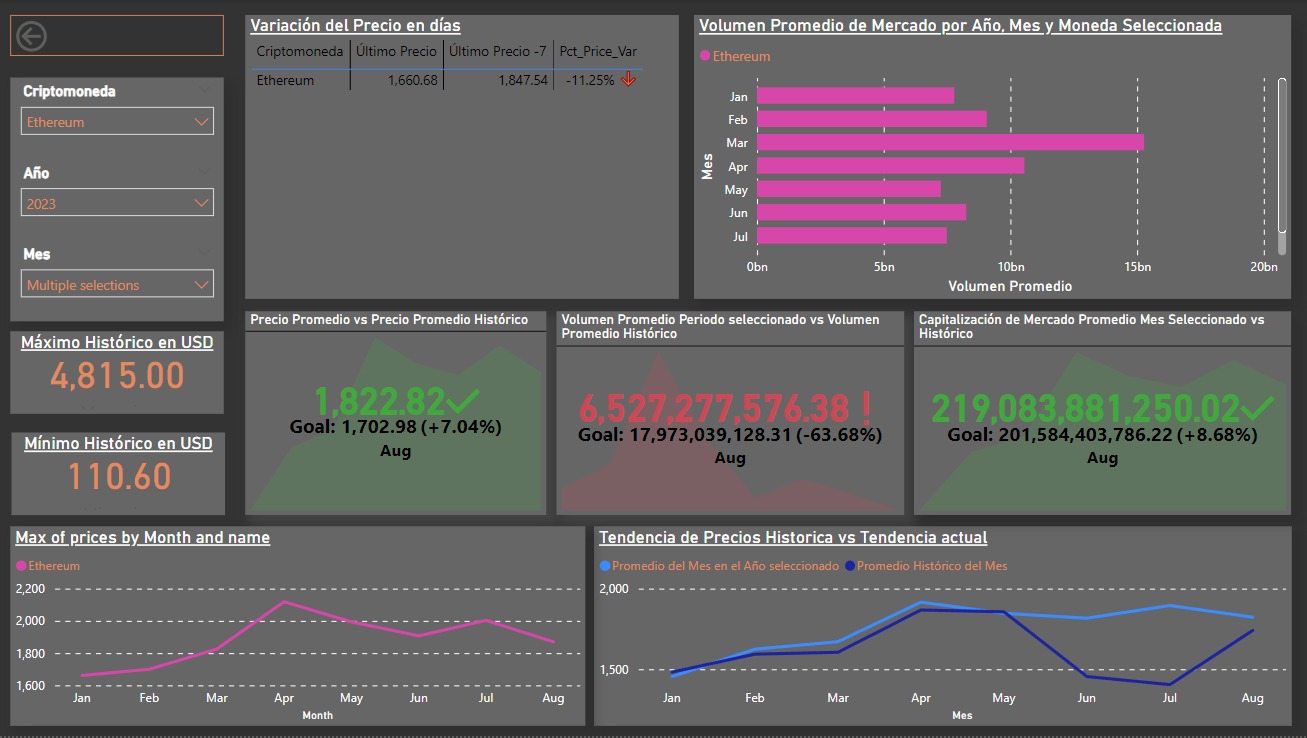 Criptomoneda
Ethereum
Año
2023
Mes
Multiple selections
Máximo Histórico en USD
4,815.00
Mínimo Histórico en USD
110.60
Variación del Precio en días
Criptomoneda Último Precio Último Precio -7 Pct_Price_Var
Ethereum 1,660.68 1,847.54 -11.25%
Volumen Promedio de Mercado por Año, Mes y Moneda Seleccionada
Ethereum
Mes
Jan
Feb
Mar
Apr
May
Jun
Jul
0bn 5bn 10bn 15bn 20bn
Volumen Promedio
Precio Promedio vs Precio Promedio Histórico
1,822.82
Goal: 1,702.98 (+7.04%)
Aug
Volumen Promedio Periodo seleccionado vs Volumen
Promedio Histórico
6,527,277,576.38 !
Goal: 17,973,039,128.31 (-63.68%)
Aug
Capitalización de Mercado Promedio Mes Seleccionado vs
Histórico
219,083,881,250.02
Goal: 201,584,403,786.22 (+8.68%)
Aug
Max of prices by Month and name
Ethereum
2,200
2,000
1,800
1,600
Jan Feb Mar Apr May Jun Jul Aug
Month
Tendencia de Precios Historica vs Tendencia actual
Promedio del Mes en el Año seleccionado Promedio Histórico del Mes
2,000
1,500
Jan Feb Mar Apr May Jun Jul Aug
Mes